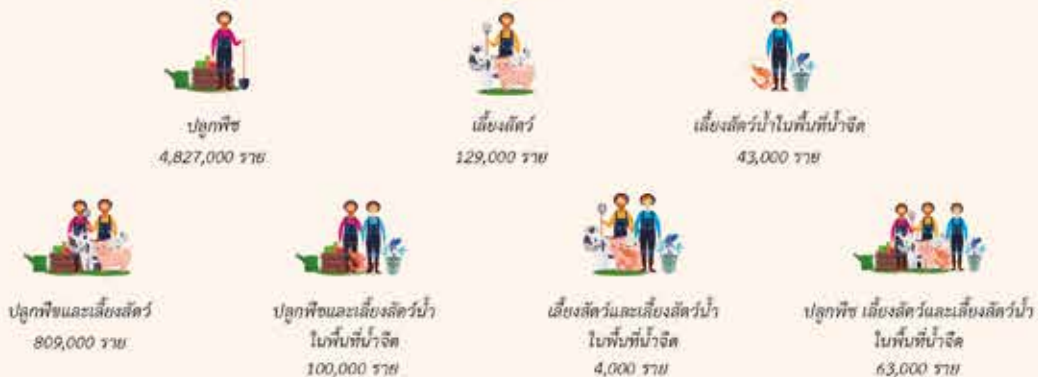 ปลูกพืช
4,827,000 ราย
เลี้ยงสัตว์
129,000 ราย
เลี้ยงสัตว์น้ำในพื้นที่น้ำจืด
43,000 ราย
ปลูกพืชและเลี้ยงสัตว์
809,000 ราย
ปลูกพืชและเลี้ยงสัตว์น้ำ
ในพื้นที่น้ำจืด
100,000 ราย
เลี้ยงสัตว์และเลี้ยงสัตว์น้ำ
ในพื้นที่น้ำจืด
4,000 ราย
ปลูกพืช เลี้ยงสัตว์และเลี้ยงสัตว์น้ำ
ในพื้นที่น้ำจืด
63,000 ราย